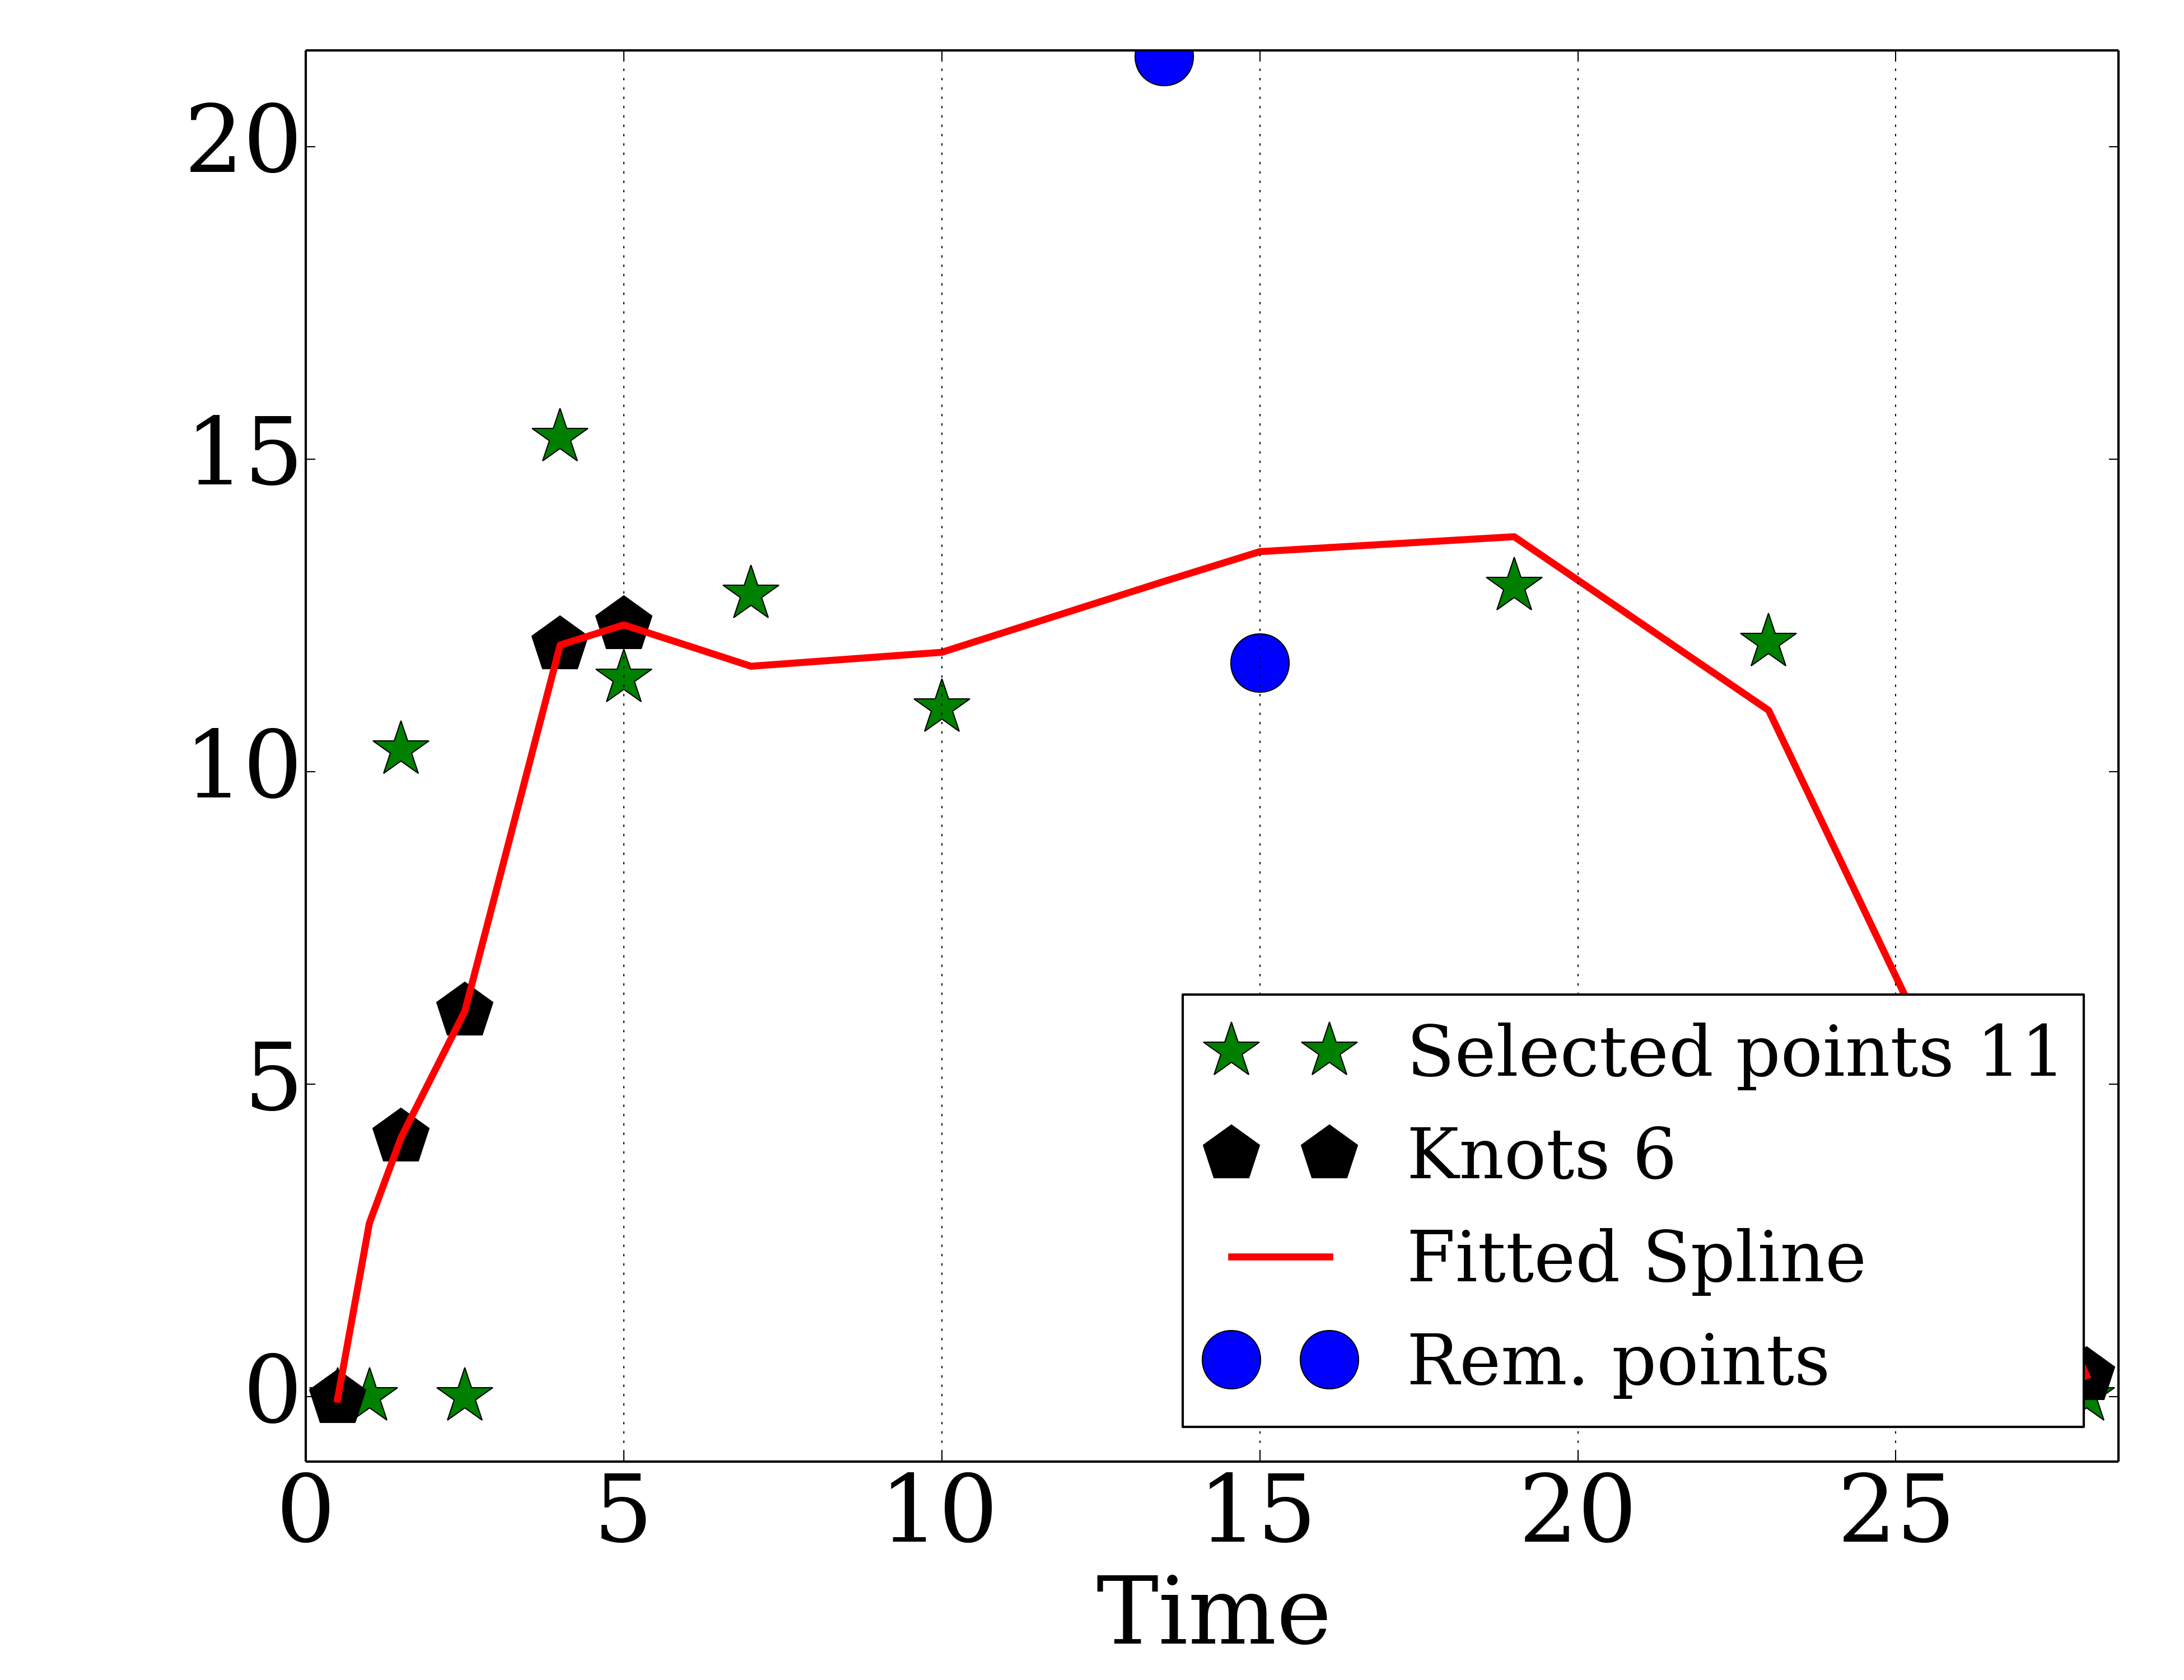 20
15
10
5
0
0 5 10 15 20 25
Time
Selected points 11
Knots 6
Fitted Spline
Rem. points